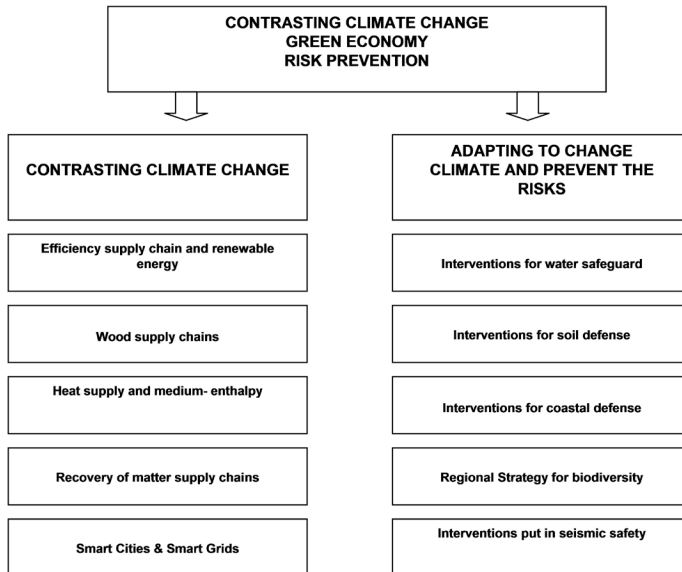 CONTRASTING CLIMATE CHANGE
GREEN ECONOMY
RISK PREVENTION
CONTRASTING CLIMATE CHANGE
ADAPTING TO CHANGE
CLIMATE AND PREVENT THE
RISKS
Efficiency supply chain and renewable
energy
Interventions for water safeguard
Wood supply chains
Interventions for soil defense
Heat supply and medium- enthalpy
Interventions for coastal defense
Recovery of matter supply chains
Regional Strategy for biodiversity
Smart Cities & Smart Grids
Interventions put in seismic safety